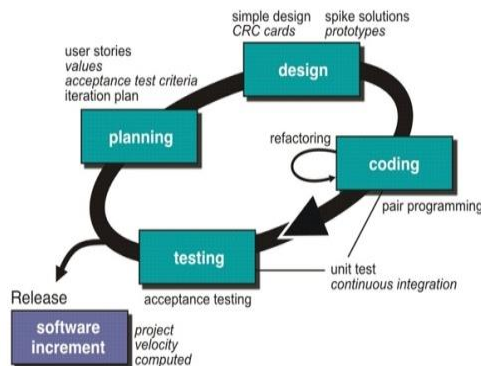 simple design
CRC cards
spike solutions
prototypes
user stories
values
acceptance test criteria
iteration plan
design
planning
refactoring
coding
pair programming
testing
unit test
continuous integration
acceptance testing
Release
software
increment
project
velocity
computed